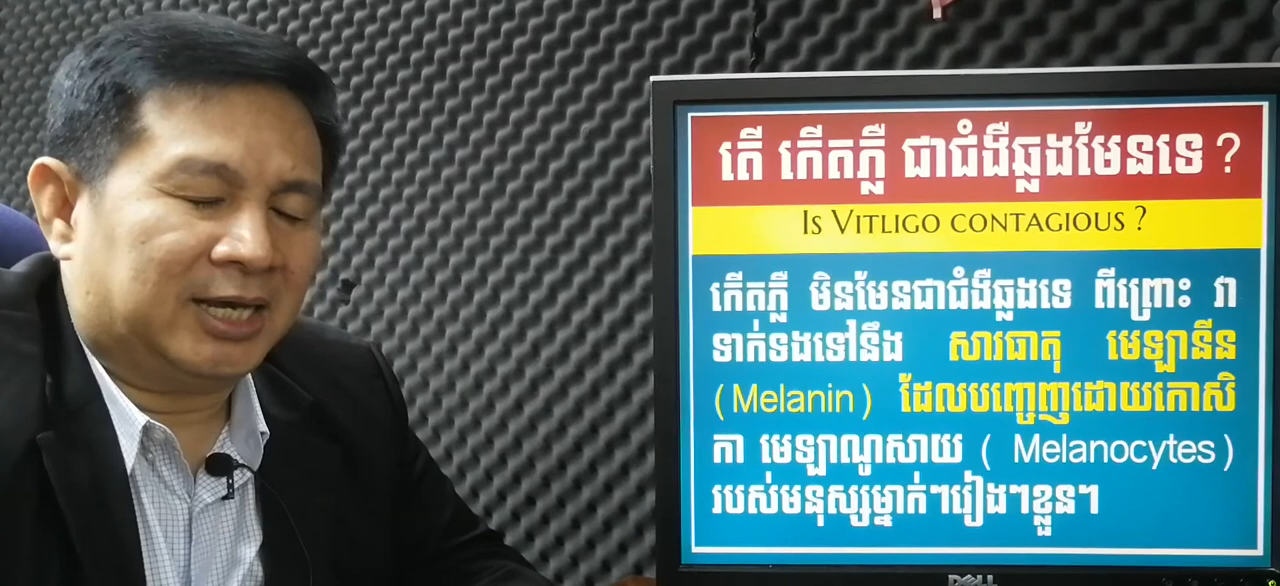 តើ កើតភ្លឺ ជាជំងឺឆ្លងមែនទេ ?
Is Vitligo contagious ?
កើតភ្លឺ មិនមែនជាជំងឺឆ្លងទេ ពីព្រោះ វា
ទាក់ទងទៅនឹង សារធាតុ មេឡានីន
(Melanin) ដែលបញ្ចេញដោយកោសិ
កា មេឡាណូសាយ ( Melanocytes)
របស់មនុស្សម្នាក់ៗរៀងៗខ្លួនៗ
DELL